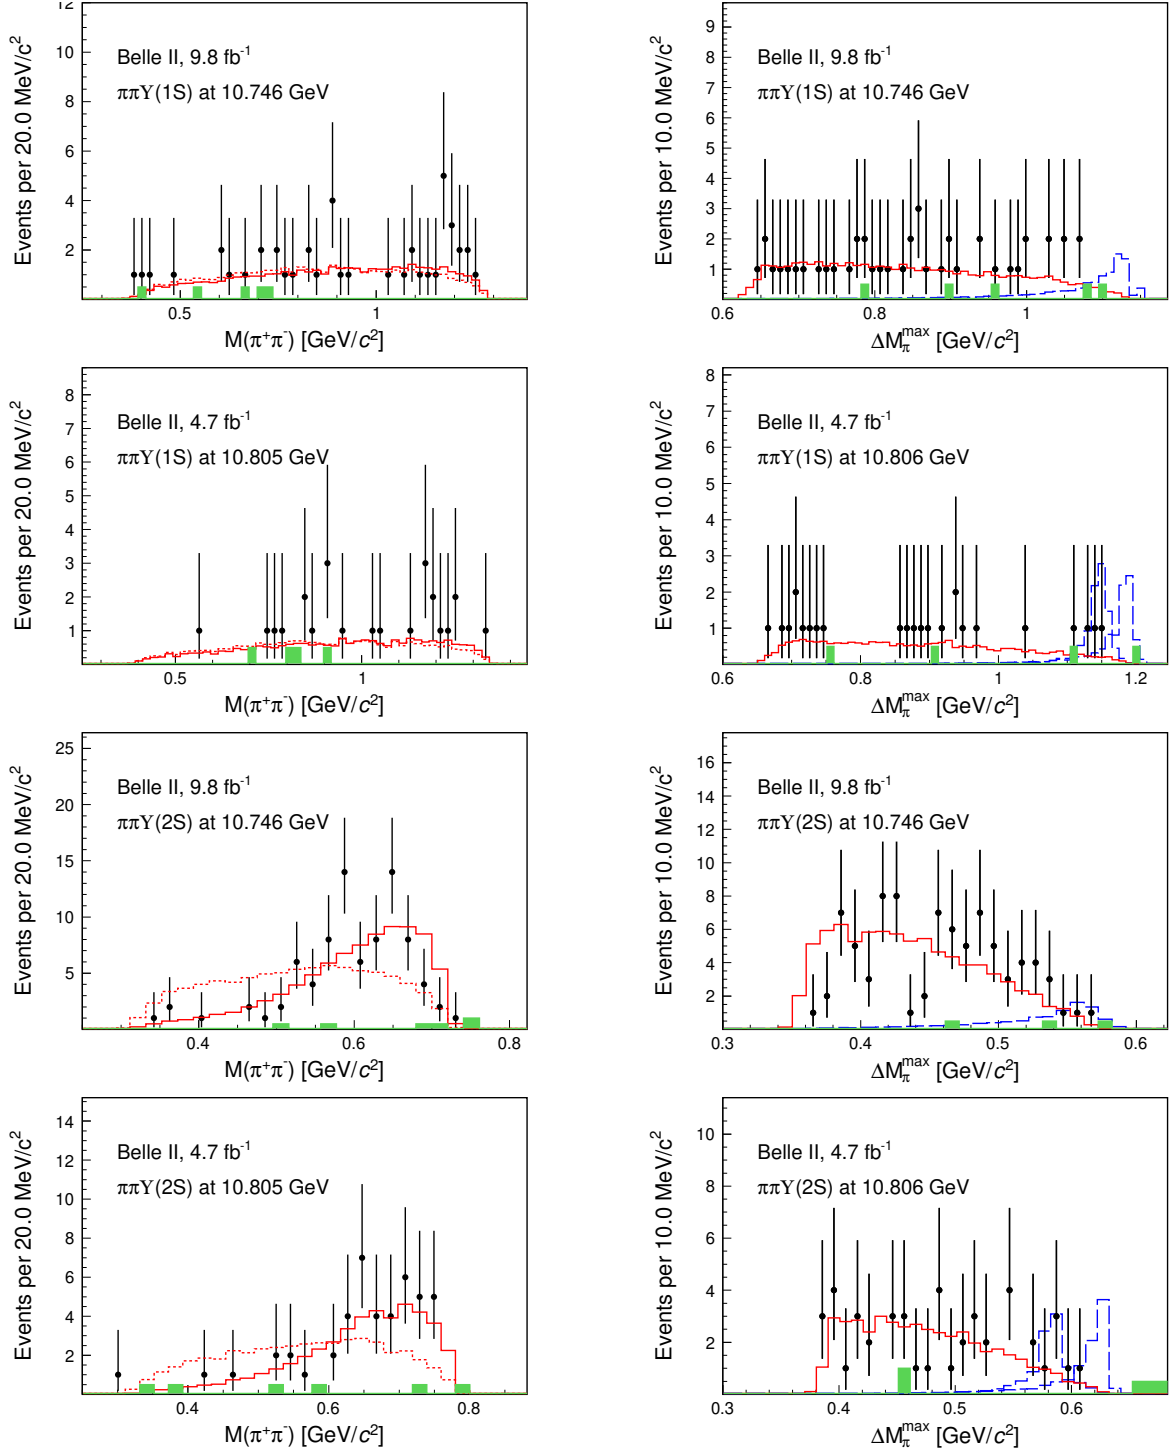 12
10
8
6
4
2
Events per 20.0 MeV/c²
Belle II, 9.8 fb⁻¹
ππΥ(1S) at 10.746 GeV
0.5
1
M(π⁺π⁻) [GeV/c²]
9
8
7
6
5
4
3
2
1
Events per 10.0 MeV/c²
Belle II, 9.8 fb⁻¹
ππΥ(1S) at 10.746 GeV
0.6
0.8
1
ΔM_π^max [GeV/c²]
8
7
6
5
4
3
2
1
Events per 20.0 MeV/c²
Belle II, 4.7 fb⁻¹
ππΥ(1S) at 10.805 GeV
0.5
1
M(π⁺π⁻) [GeV/c²]
8
7
6
5
4
3
2
1
Events per 10.0 MeV/c²
Belle II, 4.7 fb⁻¹
ππΥ(1S) at 10.806 GeV
0.6
0.8
1
1.2
ΔM_π^max [GeV/c²]
25
20
15
10
5
Events per 20.0 MeV/c²
Belle II, 9.8 fb⁻¹
ππΥ(2S) at 10.746 GeV
0.4
0.6
0.8
M(π⁺π⁻) [GeV/c²]
16
14
12
10
8
6
4
2
Events per 10.0 MeV/c²
Belle II, 9.8 fb⁻¹
ππΥ(2S) at 10.746 GeV
0.3
0.4
0.5
0.6
ΔM_π^max [GeV/c²]
14
12
10
8
6
4
2
Events per 20.0 MeV/c²
Belle II, 4.7 fb⁻¹
ππΥ(2S) at 10.805 GeV
0.4
0.6
0.8
M(π⁺π⁻) [GeV/c²]
10
8
6
4
2
Events per 10.0 MeV/c²
Belle II, 4.7 fb⁻¹
ππΥ(2S) at 10.806 GeV
0.2
0.4
0.6
ΔM_π^max [GeV/c²]